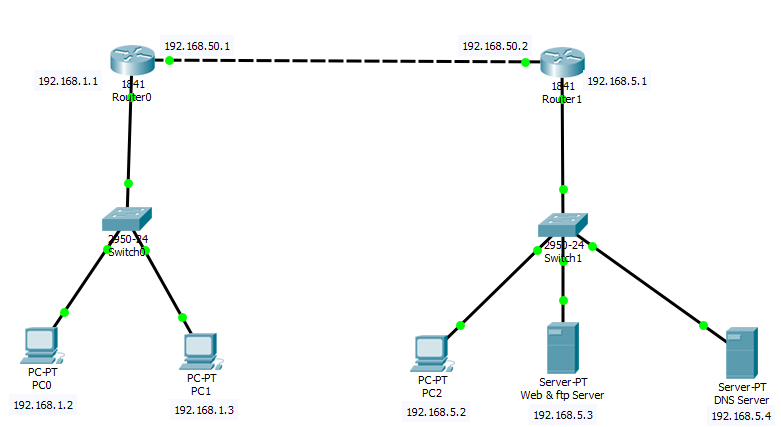 192.168.50.1
192.168.50.2
192.168.1.1
1841
Router0
1841
Router1
192.168.5.1
2950-24
Switch0
2950-24
Switch1
PC-PT
PC0
192.168.1.2
PC-PT
PC1
192.168.1.3
PC-PT
PC2
192.168.5.2
Server-PT
Web & ftp Server
192.168.5.3
Server-PT
DNS Server
192.168.5.4